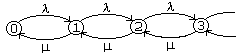 λ λ λ
0 1 2 3
μ μ μ